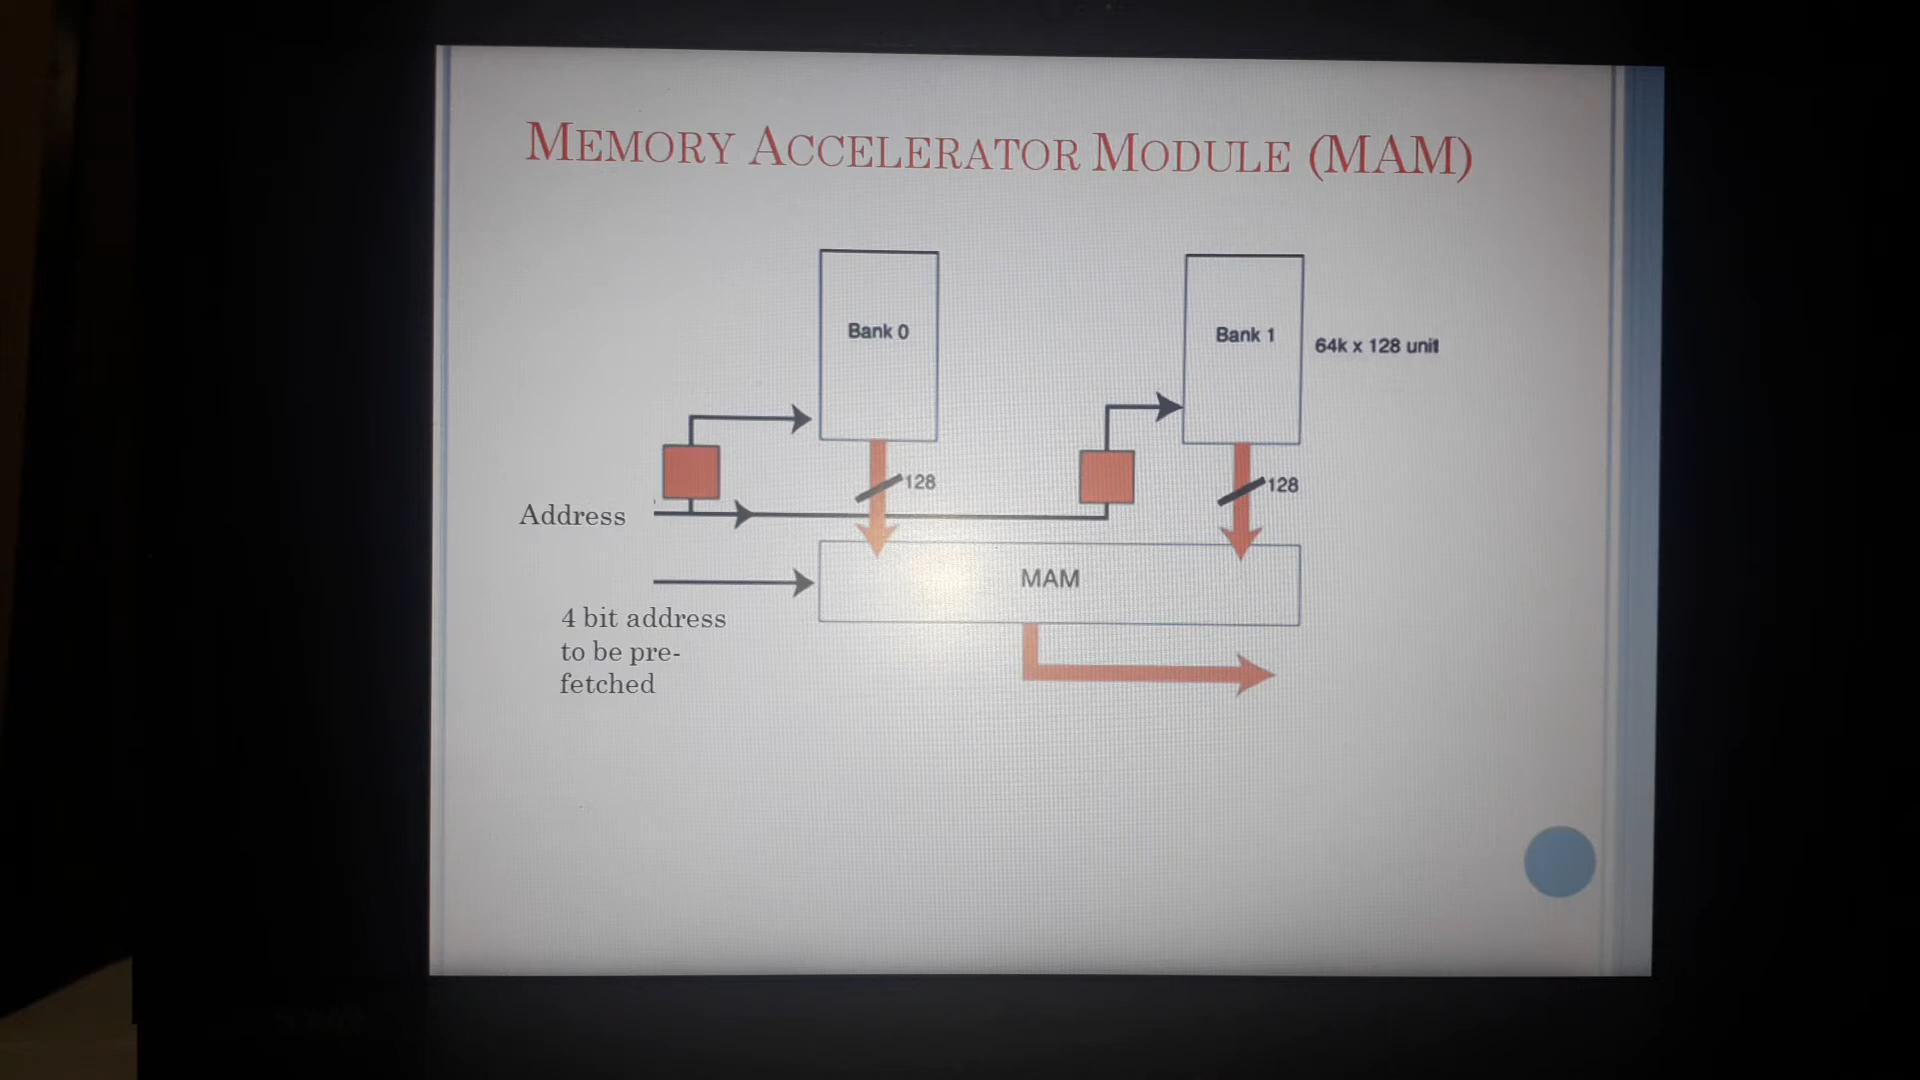 MEMORY ACCELERATOR MODULE (MAM)
Bank 0
Bank 1
64k x 128 unit
128
128
Address
MAM
4 bit address
to be pre-
fetched